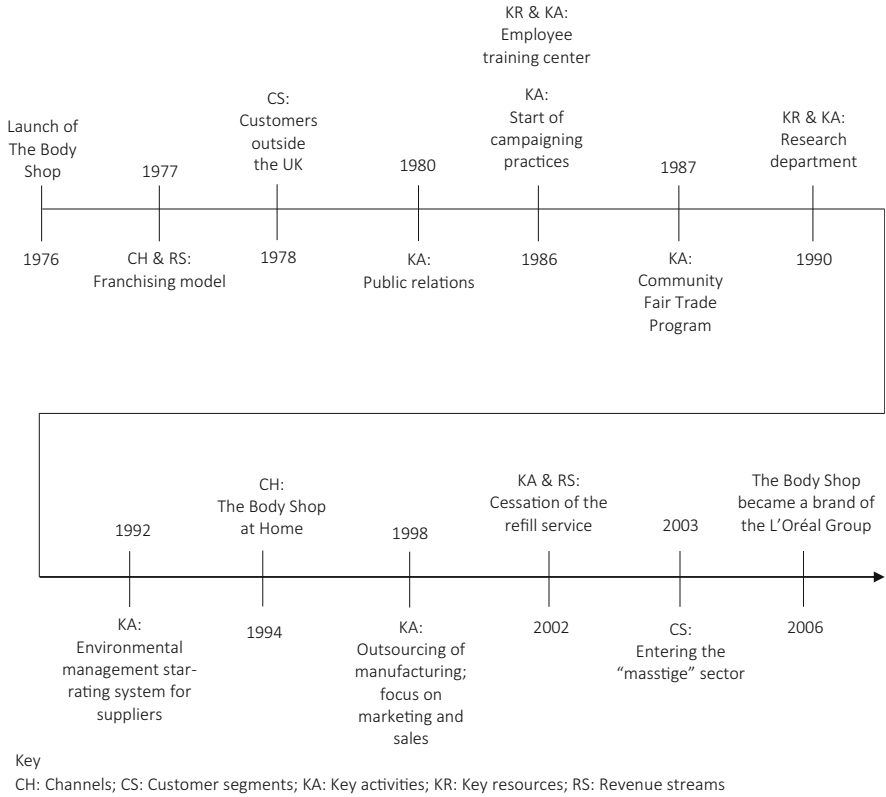 Launch of
The Body
Shop
1976
1977
CH & RS:
Franchising model
CS:
Customers
outside
the UK
1978
1980
KA:
Public relations
KR & KA:
Employee
training center
KA:
Start of
campaigning
practices
1986
1987
KA:
Community
Fair Trade
Program
KR & KA:
Research
department
1990
1992
KA:
Environmental
management star-
rating system for
suppliers
CH:
The Body Shop
at Home
1994
1998
KA:
Outsourcing of
manufacturing;
focus on
marketing and
sales
KA & RS:
Cessation of the
refill service
2002
2003
CS:
Entering the
“masstige” sector
The Body Shop
became a brand of
the L’Oréal Group
2006
Key
CH: Channels; CS: Customer segments; KA: Key activities; KR: Key resources; RS: Revenue streams